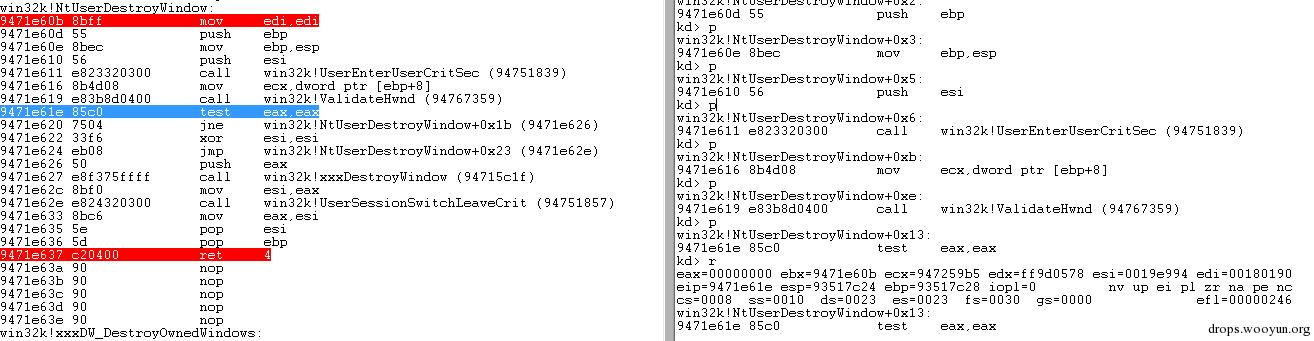 win32k!NtUserDestroyWindow:
9471e60b 8bff mov edi,edi
9471e60d 55 push ebp
9471e60e 8bec mov ebp,esp
9471e610 56 push esi
9471e611 e823320300 call win32k!UserEnterUserCritSec (94751839)
9471e616 8b4d08 mov ecx,dword ptr [ebp+8]
9471e619 e83b8d0400 call win32k!ValidateHwnd (94767359)
9471e61e 85c0 test eax,eax
9471e620 7504 jne win32k!NtUserDestroyWindow+0x1b (9471e626)
9471e622 33f6 xor esi,esi
9471e624 eb08 jmp win32k!NtUserDestroyWindow+0x23 (9471e62e)
9471e626 50 push eax
9471e627 e8f375ffff call win32k!xxxDestroyWindow (94715c1f)
9471e62c 8bf0 mov esi,eax
9471e62e e824320300 call win32k!UserSessionSwitchLeaveCrit (94751857)
9471e633 8bc6 mov eax,esi
9471e635 5e pop esi
9471e636 5d pop ebp
9471e637 c20400 ret 4
9471e63a 90 nop
9471e63b 90 nop
9471e63c 90 nop
9471e63d 90 nop
9471e63e 90 nop
win32k!xxxDW_DestroyOwnedWindows:
win32k!NtUserDestroyWindow+0x2:
9471e60d 55 push ebp
kd> p
win32k!NtUserDestroyWindow+0x3:
9471e60e 8bec mov ebp,esp
kd> p
win32k!NtUserDestroyWindow+0x5:
9471e610 56 push esi
kd> p
win32k!NtUserDestroyWindow+0x6:
9471e611 e823320300 call win32k!UserEnterUserCritSec (94751839)
kd> p
win32k!NtUserDestroyWindow+0xb:
9471e616 8b4d08 mov ecx,dword ptr [ebp+8]
kd> p
win32k!NtUserDestroyWindow+0xe:
9471e619 e83b8d0400 call win32k!ValidateHwnd (94767359)
kd> p
win32k!NtUserDestroyWindow+0x13:
9471e61e 85c0 test eax,eax
kd> r
eax=00000000 ebx=9471e60b ecx=947259b5 edx=ff9d0578 esi=0019e994 edi=00180190
eip=9471e61e esp=93517c24 ebp=93517c28 iopl=0 nv up ei pl zr na pe nc
cs=0008 ss=0010 ds=0023 es=0023 fs=0030 gs=0000 efl=00000246
win32k!NtUserDestroyWindow+0x13:
9471e61e 85c0 test eax,eax
drops.wooyun.org